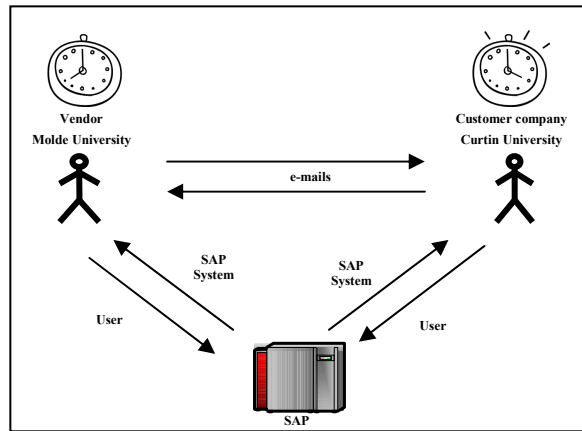 Vendor
Molde University
Customer company
Curtin University
e-mails
SAP
System
SAP
System
User
User
SAP